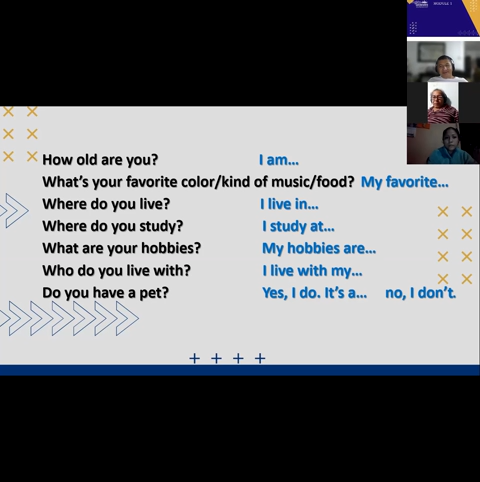 MODULE I
How old are you? I am...
What's your favorite color/kind of music/food? My favorite...
Where do you live? I live in...
Where do you study? I study at...
What are your hobbies? My hobbies are...
Who do you live with? I live with my...
Do you have a pet? Yes, I do. It's a... no, I don't.